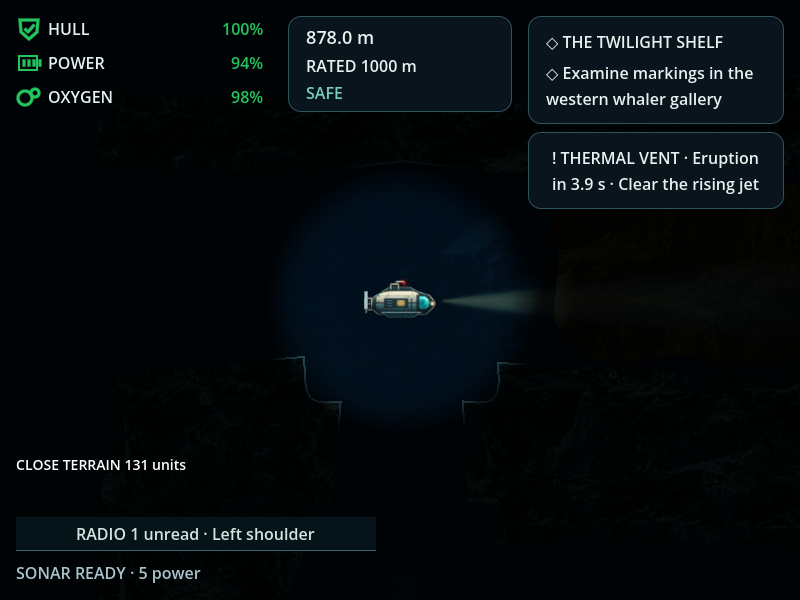 HULL 100%
POWER 94%
OXYGEN 98%
878.0 m
RATED 1000 m
SAFE
◇ THE TWILIGHT SHELF
◇ Examine markings in the
western whaler gallery
! THERMAL VENT · Eruption
in 3.9 s · Clear the rising jet
CLOSE TERRAIN 131 units
RADIO 1 unread · Left shoulder
SONAR READY · 5 power